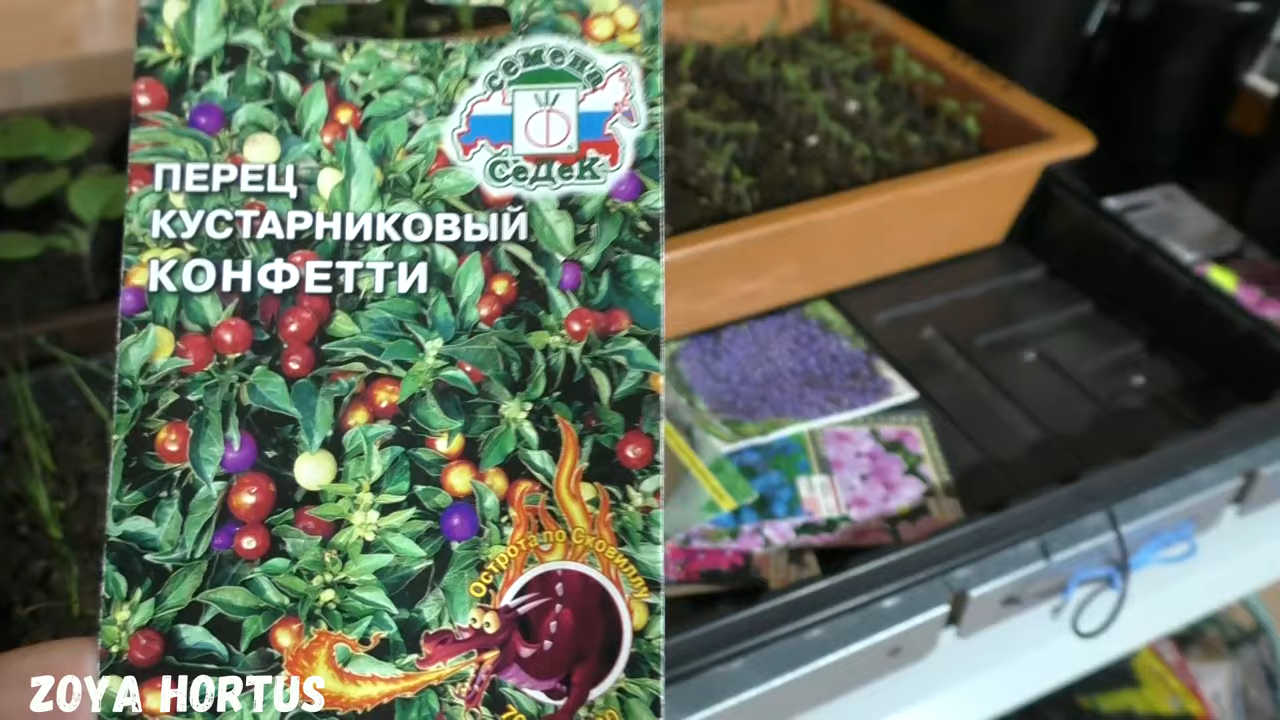 семена
СеДеК
ПЕРЕЦ
КУСТАРНИКОВЫЙ
КОНФЕТТИ
Острота по Сковиллу
ZOYA HORTUS